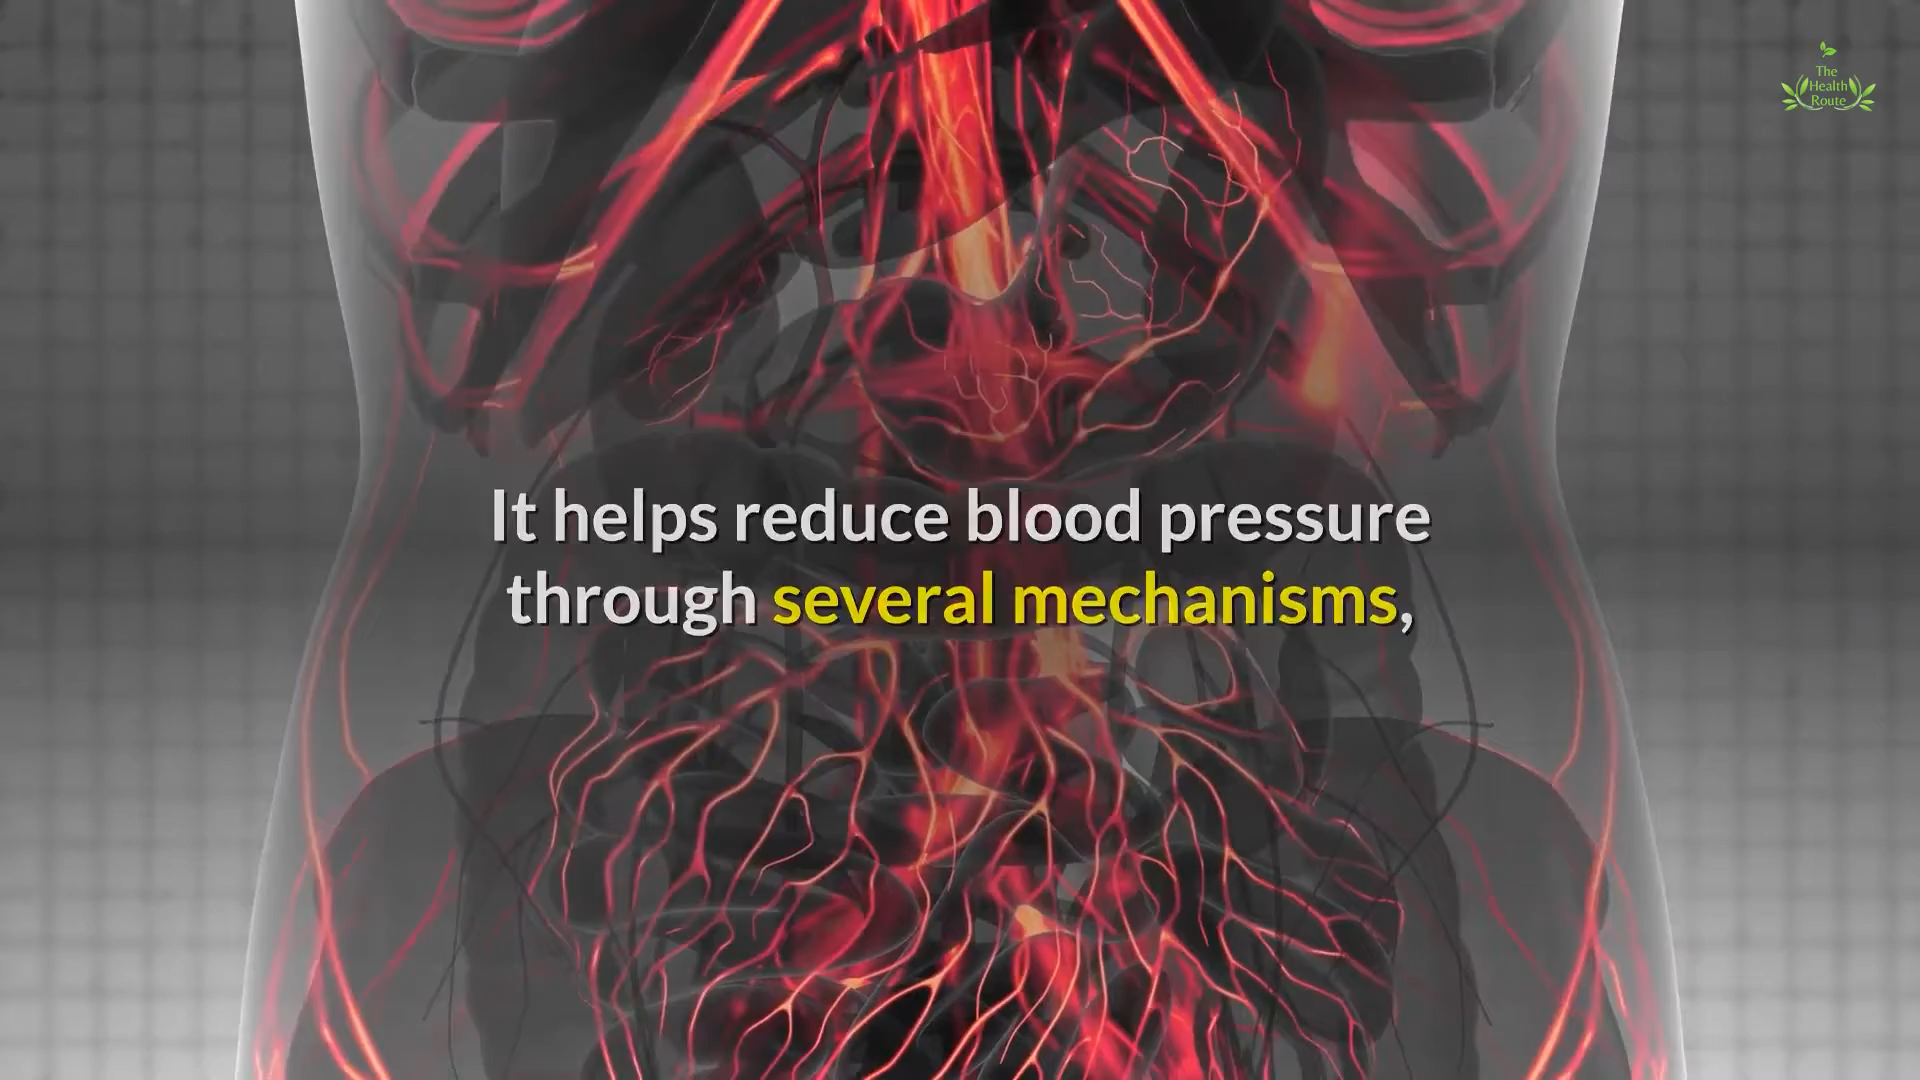 The
Health
Route
It helps reduce blood pressure
through several mechanisms,